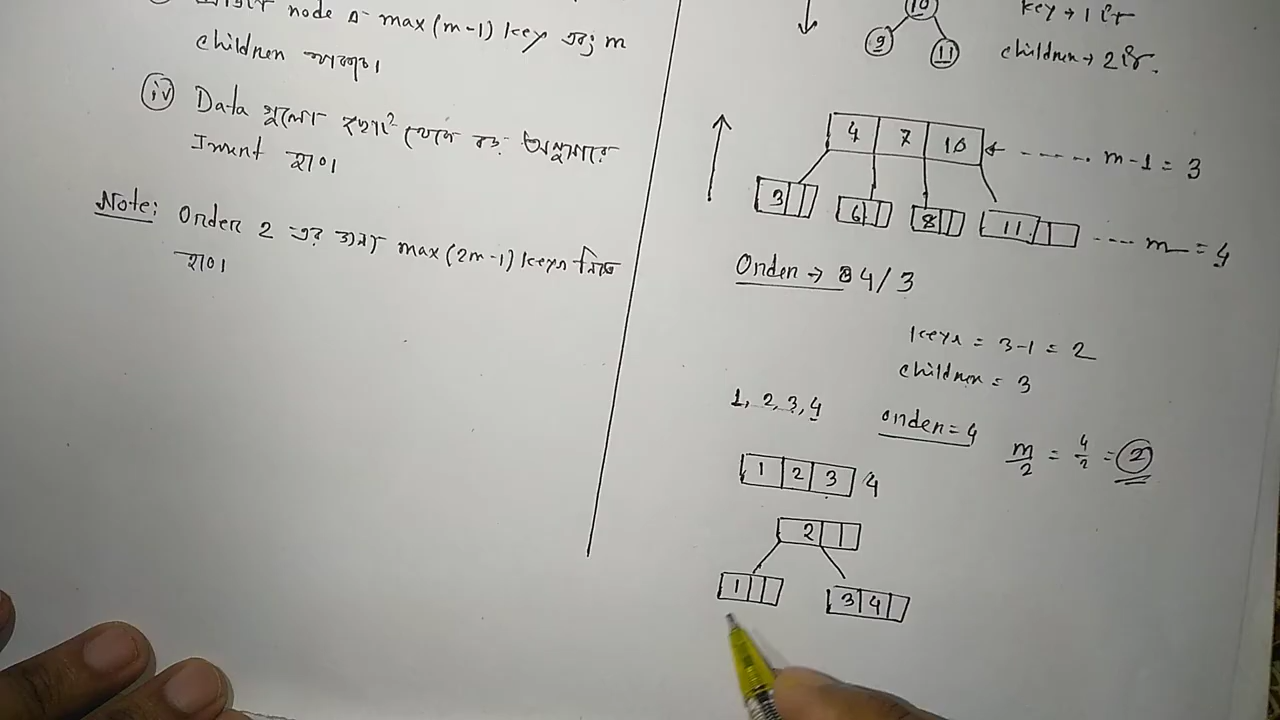 প্রতিটা node এ max (m-1) key এবং m
children থাকবে।
(iv) Data গুলো ছোট থেকে বড় অনুসারে
Insert হবে।
Note: Order 2 এর জন্য max (2m-1) keys নিতে
হবে।
10
9
11
key → 1 টা
children → 2 টি.
4 7 10 ← ---- m-1 = 3
3 6 8 11 ---- m = 4
Order → 4/3
keys = 3-1 = 2
children = 3
1, 2, 3, 4
order = 4
m/2 = 4/2 = 2
1 2 3 4
2
1
3 4